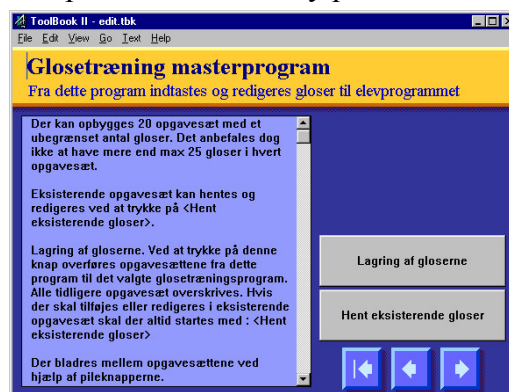 ToolBook II - edit.tbk
File Edit View Go Text Help
Glosetræning masterprogram
Fra dette program indtastes og redigeres gloser til elevprogrammet
Der kan opbygges 20 opgavesæt med et
ubegrænset antal gloser. Det anbefales dog
ikke at have mere end max 25 gloser i hvert
opgavesæt.
Eksisterende opgavesæt kan hentes og
redigeres ved at trykke på <Hent
eksisterende gloser>.
Lagring af gloserne. Ved at trykke på denne
knap overføres opgavesættene fra dette
program til det valgte glosetræningsprogram.
Alle tidligere opgavesæt overskrives. Hvis
der skal tilføjes eller redigeres i eksisterende
opgavesæt skal der altid startes med : <Hent
eksisterende gloser>
Der bladres mellem opgavesættene ved
hjælp af pileknapperne.
Lagring af gloserne
Hent eksisterende gloser